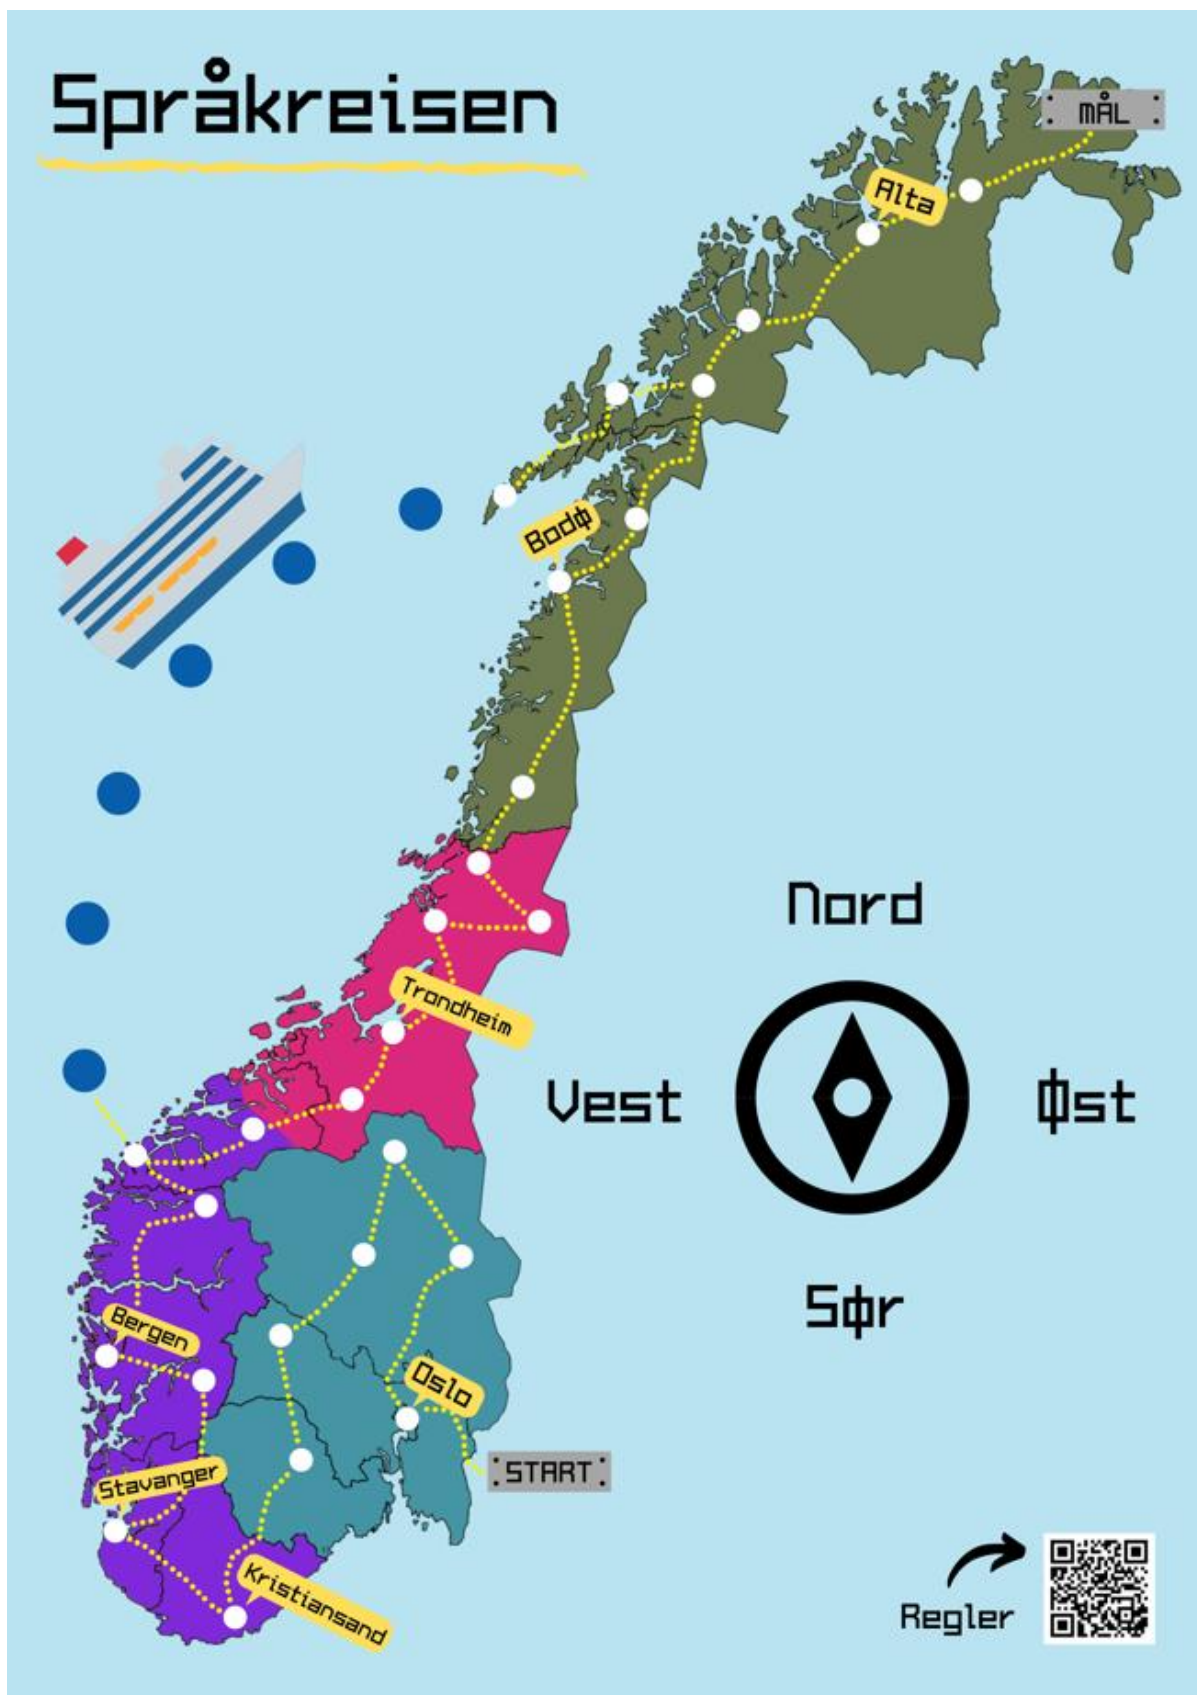 Språkreisen
MÅL
Alta
Bodø
Nord
Trondheim
Vest
Øst
Sør
Bergen
Oslo
START
Stavanger
Kristiansand
Regler